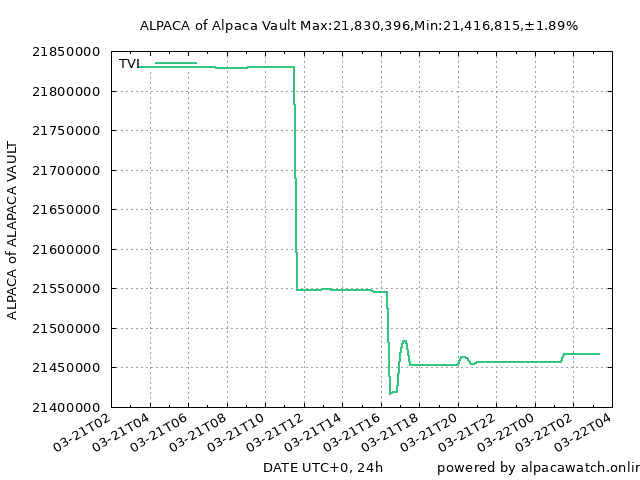 ALPACA of Alpaca Vault Max:21,830,396,Min:21,416,815,±1.89%
TVL
21850000
21800000
21750000
21700000
21650000
21600000
21550000
21500000
21450000
21400000
ALPACA of ALAPACA VAULT
03-21T02
03-21T04
03-21T06
03-21T08
03-21T10
03-21T12
03-21T14
03-21T16
03-21T18
03-21T20
03-21T22
03-22T00
03-22T02
03-22T04
DATE UTC+0, 24h
powered by alpacawatch.onlin